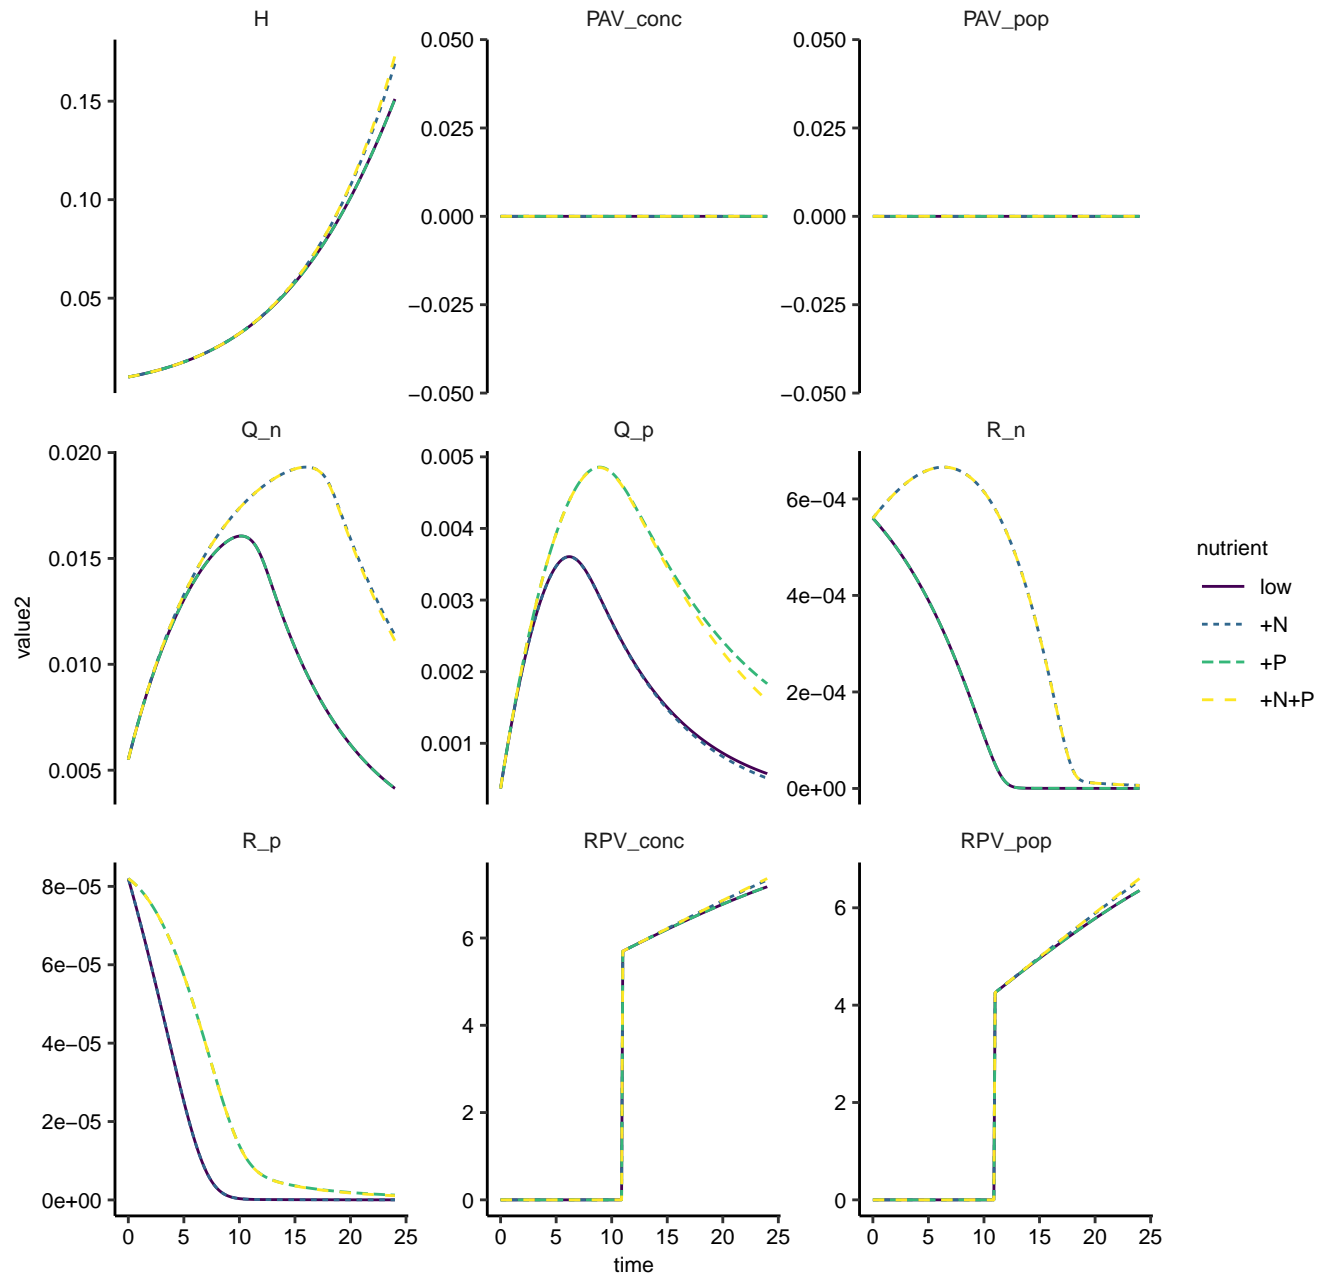 H
PAV_conc
PAV_pop
0.15
0.10
0.05
0.050
0.025
0.000
−0.025
−0.050
0.050
0.025
0.000
−0.025
−0.050
Q_n
Q_p
R_n
0.020
0.015
0.010
0.005
0.005
0.004
0.003
0.002
0.001
6e−04
4e−04
2e−04
0e+00
value2
nutrient
low
+N
+P
+N+P
R_p
RPV_conc
RPV_pop
8e−05
6e−05
4e−05
2e−05
0e+00
6
4
2
0
6
4
2
0
0 5 10 15 20 25
0 5 10 15 20 25
0 5 10 15 20 25
time